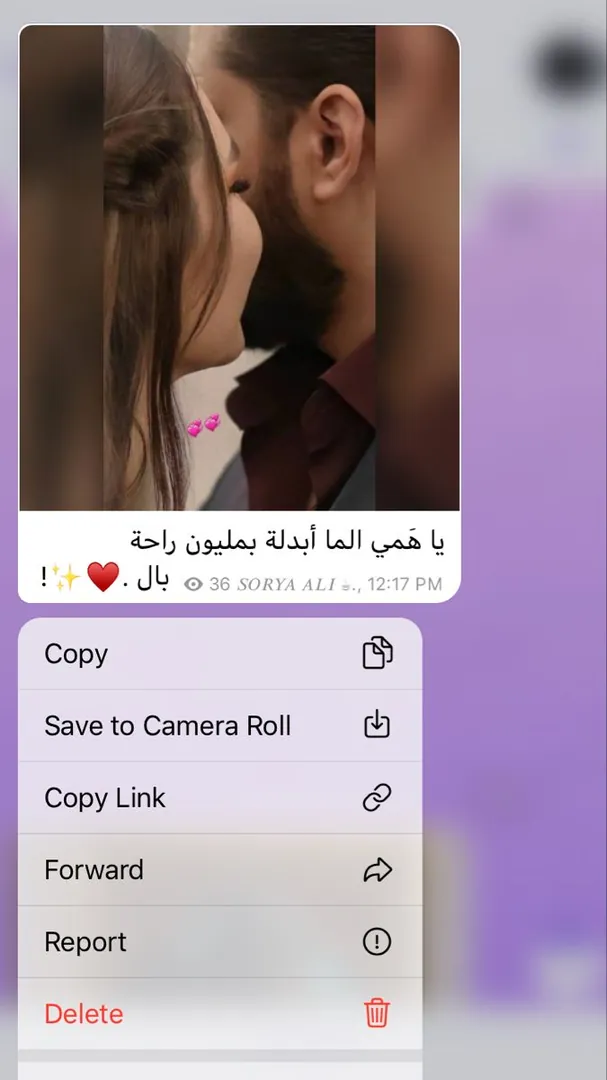 💞💞
يا هَمي الما أبدلة بمليون راحة
بال .♥️✨!
36 𝑆𝑂𝑅𝑌𝐴 𝐴𝐿𝐼 ☕︎., 12:17 PM
Copy
Save to Camera Roll
Copy Link
Forward
Report
Delete